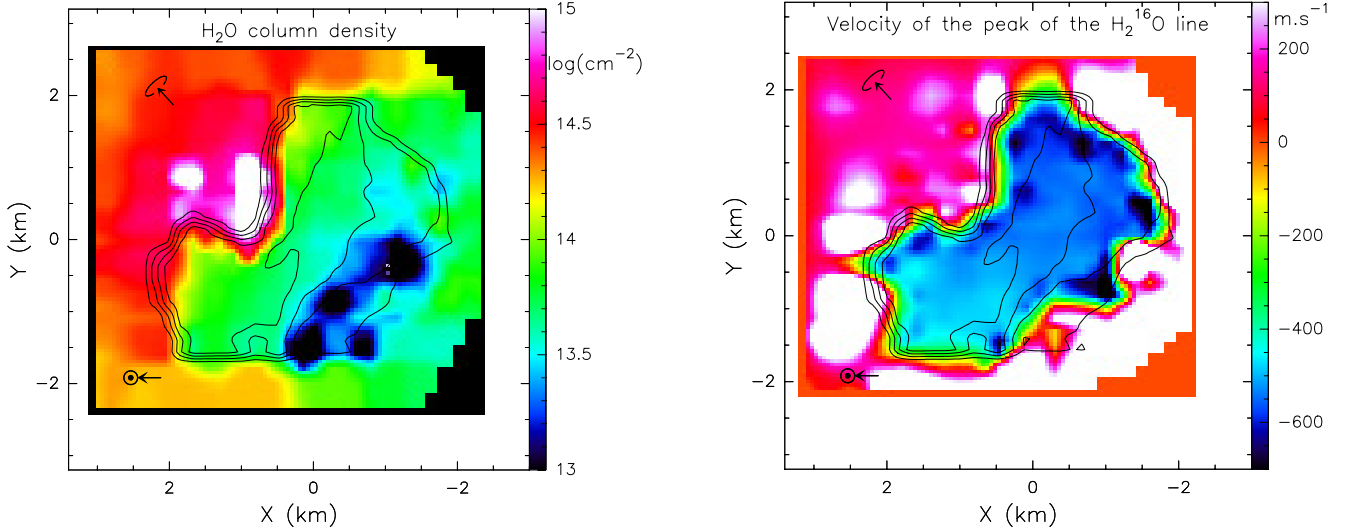 H₂O column density
log(cm⁻²)
15
14.5
14
13.5
13
2
0
−2
Y (km)
2
0
−2
X (km)
Velocity of the peak of the H₂¹⁶O line
m.s⁻¹
200
0
−200
−400
−600
2
0
−2
Y (km)
2
0
−2
X (km)